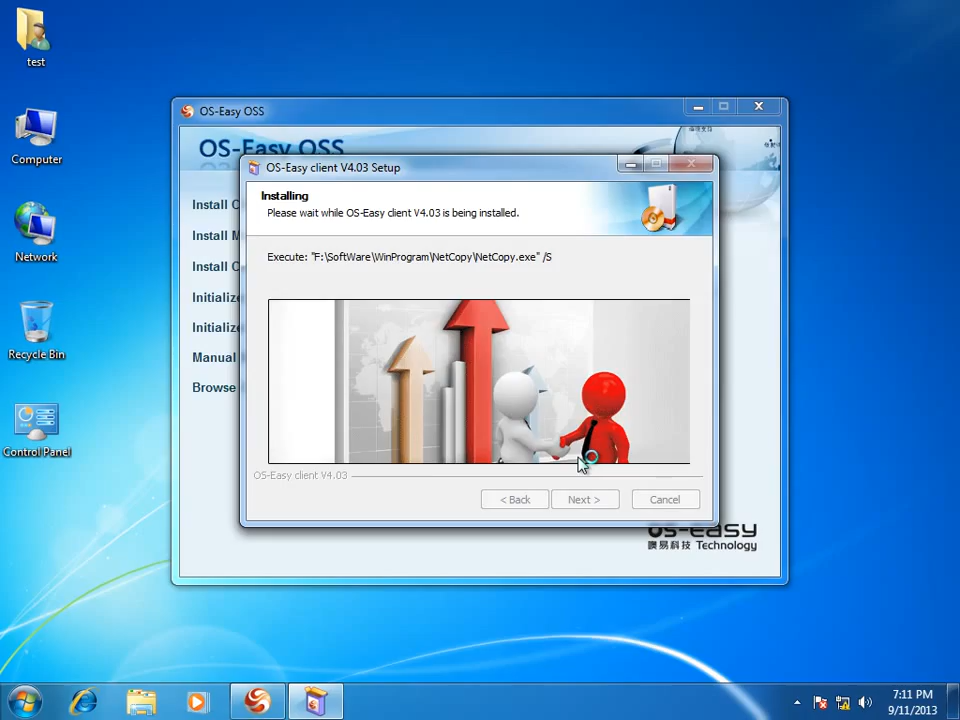 test
Computer
Network
Recycle Bin
Control Panel
OS-Easy OSS
OS-Easy OSS
Install
Install
Install
Initialize
Initialize
Manual
Browse
OS-Easy client V4.03 Setup
Installing
Please wait while OS-Easy client V4.03 is being installed.
Execute: "F:\SoftWare\WinProgram\NetCopy\NetCopy.exe" /S
OS-Easy client V4.03
< Back
Next >
Cancel
os-easy
噢易科技 Technology
7:11 PM
9/11/2013